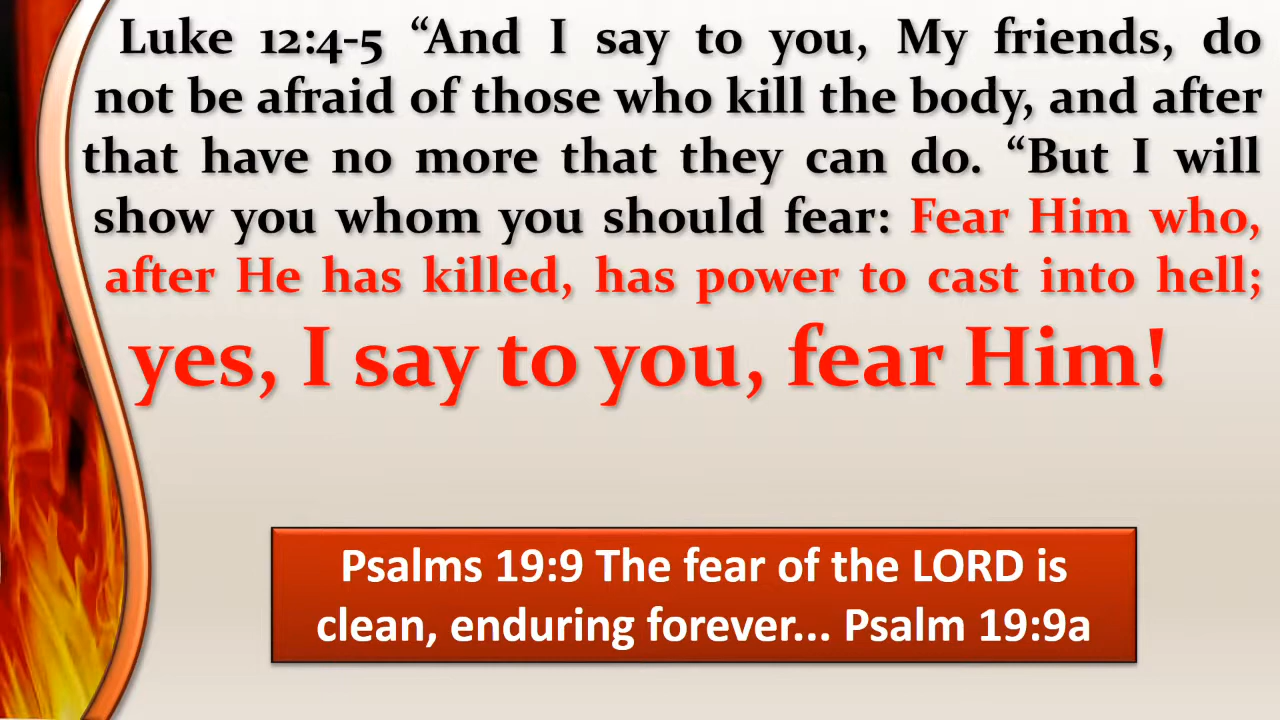 Luke 12:4-5 “And I say to you, My friends, do
not be afraid of those who kill the body, and after
that have no more that they can do. “But I will
show you whom you should fear: Fear Him who,
after He has killed, has power to cast into hell;
yes, I say to you, fear Him!
Psalms 19:9 The fear of the LORD is
clean, enduring forever... Psalm 19:9a